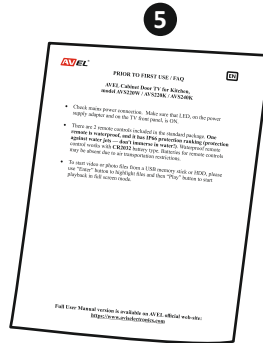 5
AVEL
EN
PRIOR TO FIRST USE / FAQ
AVEL Cabinet Door TV for Kitchen,
model AVS220W / AVS220K / AVS240K
• Check mains power connection. Make sure that LED, on the power
supply adapter and on the TV front panel, is ON.
• There are 2 remote controls included in the standard package. One
remote is waterproof, and it has IP66 protection ranking (protection
against water jets — don't immerse in water!). Waterproof remote
control works with CR2032 battery type. Batteries for remote controls
may be absent due to air transportation restrictions.
• To start video or photo files from a USB memory stick or HDD, please
use "Enter" button to highlight files and then "Play" button to start
playback in full screen mode.
Full User Manual version is available on AVEL official web-site:
https://www.aviselectronics.com